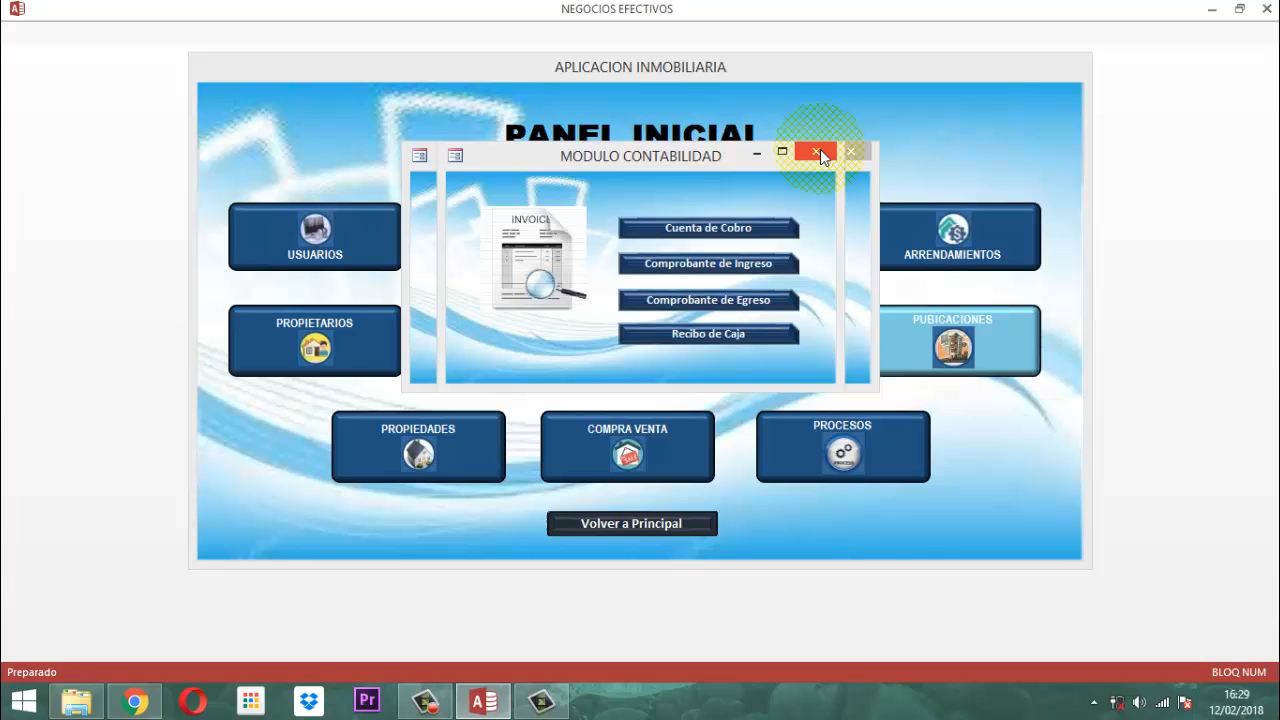 NEGOCIOS EFECTIVOS
APLICACION INMOBILIARIA
PANEL INICIAL
MODULO CONTABILIDAD
INVOICE
Cuenta de Cobro
Comprobante de Ingreso
Comprobante de Egreso
Recibo de Caja
USUARIOS
ARRENDAMIENTOS
PROPIETARIOS
PUBICACIONES
PROPIEDADES
COMPRA VENTA
PROCESOS
PROCESS
Volver a Principal
Preparado
BLOQ NUM
Pr
16:29
12/02/2018